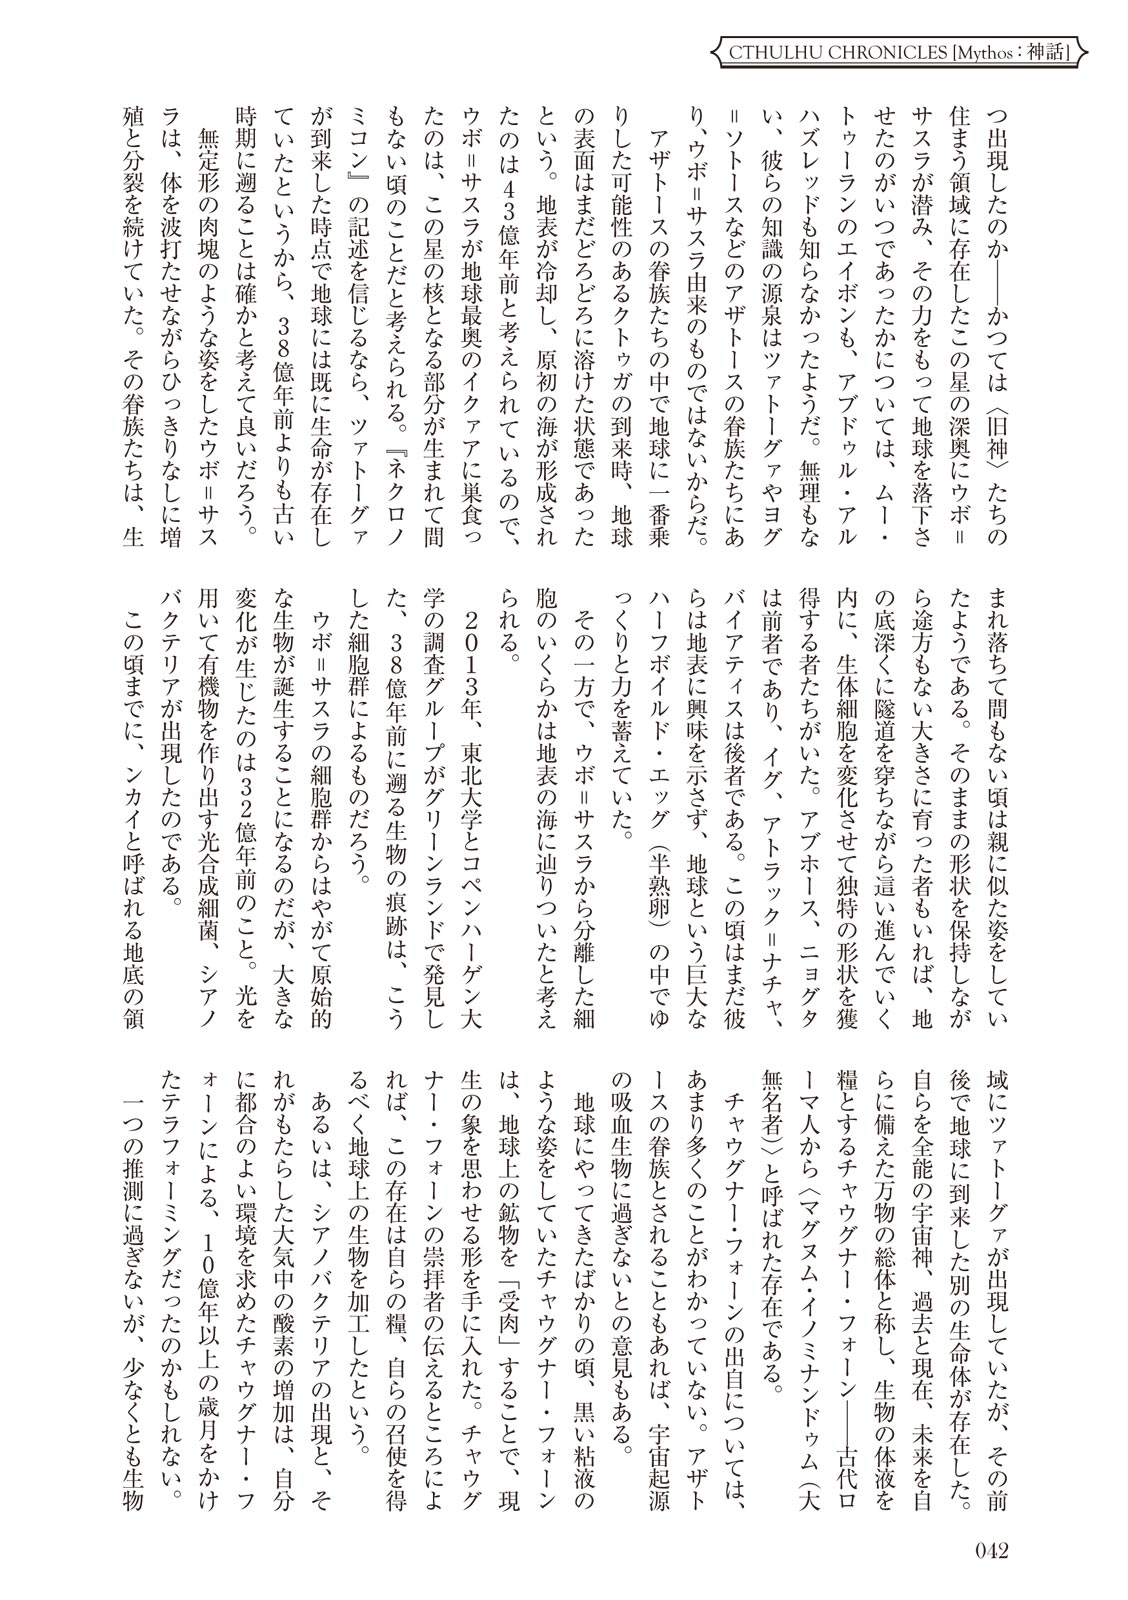 CTHULHU CHRONICLES [Mythos：神話]
つ出現したのか――かつては〈旧神〉たちの
住まう領域に存在したこの星の深奥にウボ＝
サスラが潜み、その力をもって地球を落下さ
せたのがいつであったかについては、ムー・
トゥーランのエイボンも、アブドゥル・アル
ハズレッドも知らなかったようだ。無理もな
い、彼らの知識の源泉はツァトーグァやヨグ
＝ソトースなどのアザトースの眷族たちにあ
り、ウボ＝サスラ由来のものではないからだ。
アザトースの眷族たちの中で地球に一番乗
りした可能性のあるクトゥガの到来時、地球
の表面はまだどろどろに溶けた状態であった
という。地表が冷却し、原初の海が形成され
たのは43億年前と考えられているので、
ウボ＝サスラが地球最奥のイクァアに巣食っ
たのは、この星の核となる部分が生まれて間
もない頃のことだと考えられる。『ネクロノ
ミコン』の記述を信じるなら、ツァトーグァ
が到来した時点で地球には既に生命が存在し
ていたというから、38億年前よりも古い
時期に遡ることは確かと考えて良いだろう。
無定形の肉塊のような姿をしたウボ＝サス
ラは、体を波打たせながらひっきりなしに増
殖と分裂を続けていた。その眷族たちは、生
まれ落ちて間もない頃は親に似た姿をしてい
たようである。そのままの形状を保持しなが
ら途方もない大きさに育った者もいれば、地
の底深くに隧道を穿ちながら這い進んでいく
内に、生体細胞を変化させて独特の形状を獲
得する者たちがいた。アブホース、ニョグタ
は前者であり、イグ、アトラック＝ナチャ、
バイアティスは後者である。この頃はまだ彼
らは地表に興味を示さず、地球という巨大な
ハーフボイルド・エッグ（半熟卵）の中でゆ
っくりと力を蓄えていた。
その一方で、ウボ＝サスラから分離した細
胞のいくらかは地表の海に辿りついたと考え
られる。
2013年、東北大学とコペンハーゲン大
学の調査グループがグリーンランドで発見し
た、38億年前に遡る生物の痕跡は、こう
した細胞群によるものだろう。
ウボ＝サスラの細胞群からはやがて原始的
な生物が誕生することになるのだが、大きな
変化が生じたのは32億年前のこと。光を
用いて有機物を作り出す光合成細菌、シアノ
バクテリアが出現したのである。
この頃までに、ンカイと呼ばれる地底の領
域にツァトーグァが出現していたが、その前
後で地球に到来した別の生命体が存在した。
自らを全能の宇宙神、過去と現在、未来を自
らに備えた万物の総体と称し、生物の体液を
糧とするチャウグナー・フォーン――古代ロ
ーマ人から〈マグヌム・イノミナンドゥム（大
無名者）〉と呼ばれた存在である。
チャウグナー・フォーンの出自については、
あまり多くのことがわかっていない。アザト
ースの眷族とされることもあれば、宇宙起源
の吸血生物に過ぎないとの意見もある。
地球にやってきたばかりの頃、黒い粘液の
ような姿をしていたチャウグナー・フォーン
は、地球上の鉱物を「受肉」することで、現
生の象を思わせる形を手に入れた。チャウグ
ナー・フォーンの崇拝者の伝えるところによ
れば、この存在は自らの糧、自らの召使を得
るべく地球上の生物を加工したという。
あるいは、シアノバクテリアの出現と、そ
れがもたらした大気中の酸素の増加は、自分
に都合のよい環境を求めたチャウグナー・フ
ォーンによる、10億年以上の歳月をかけ
たテラフォーミングだったのかもしれない。
一つの推測に過ぎないが、少なくとも生物
042